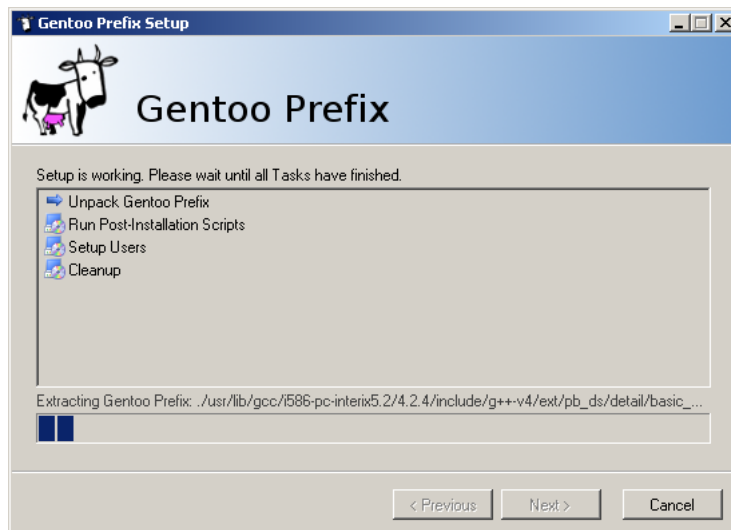 Gentoo Prefix Setup
Gentoo Prefix
Setup is working. Please wait until all Tasks have finished.
Unpack Gentoo Prefix
Run Post-Installation Scripts
Setup Users
Cleanup
Extracting Gentoo Prefix: ./usr/lib/gcc/i586-pc-interix5.2/4.2.4/include/g++-v4/ext/pb_ds/detail/basic_...
< Previous
Next >
Cancel